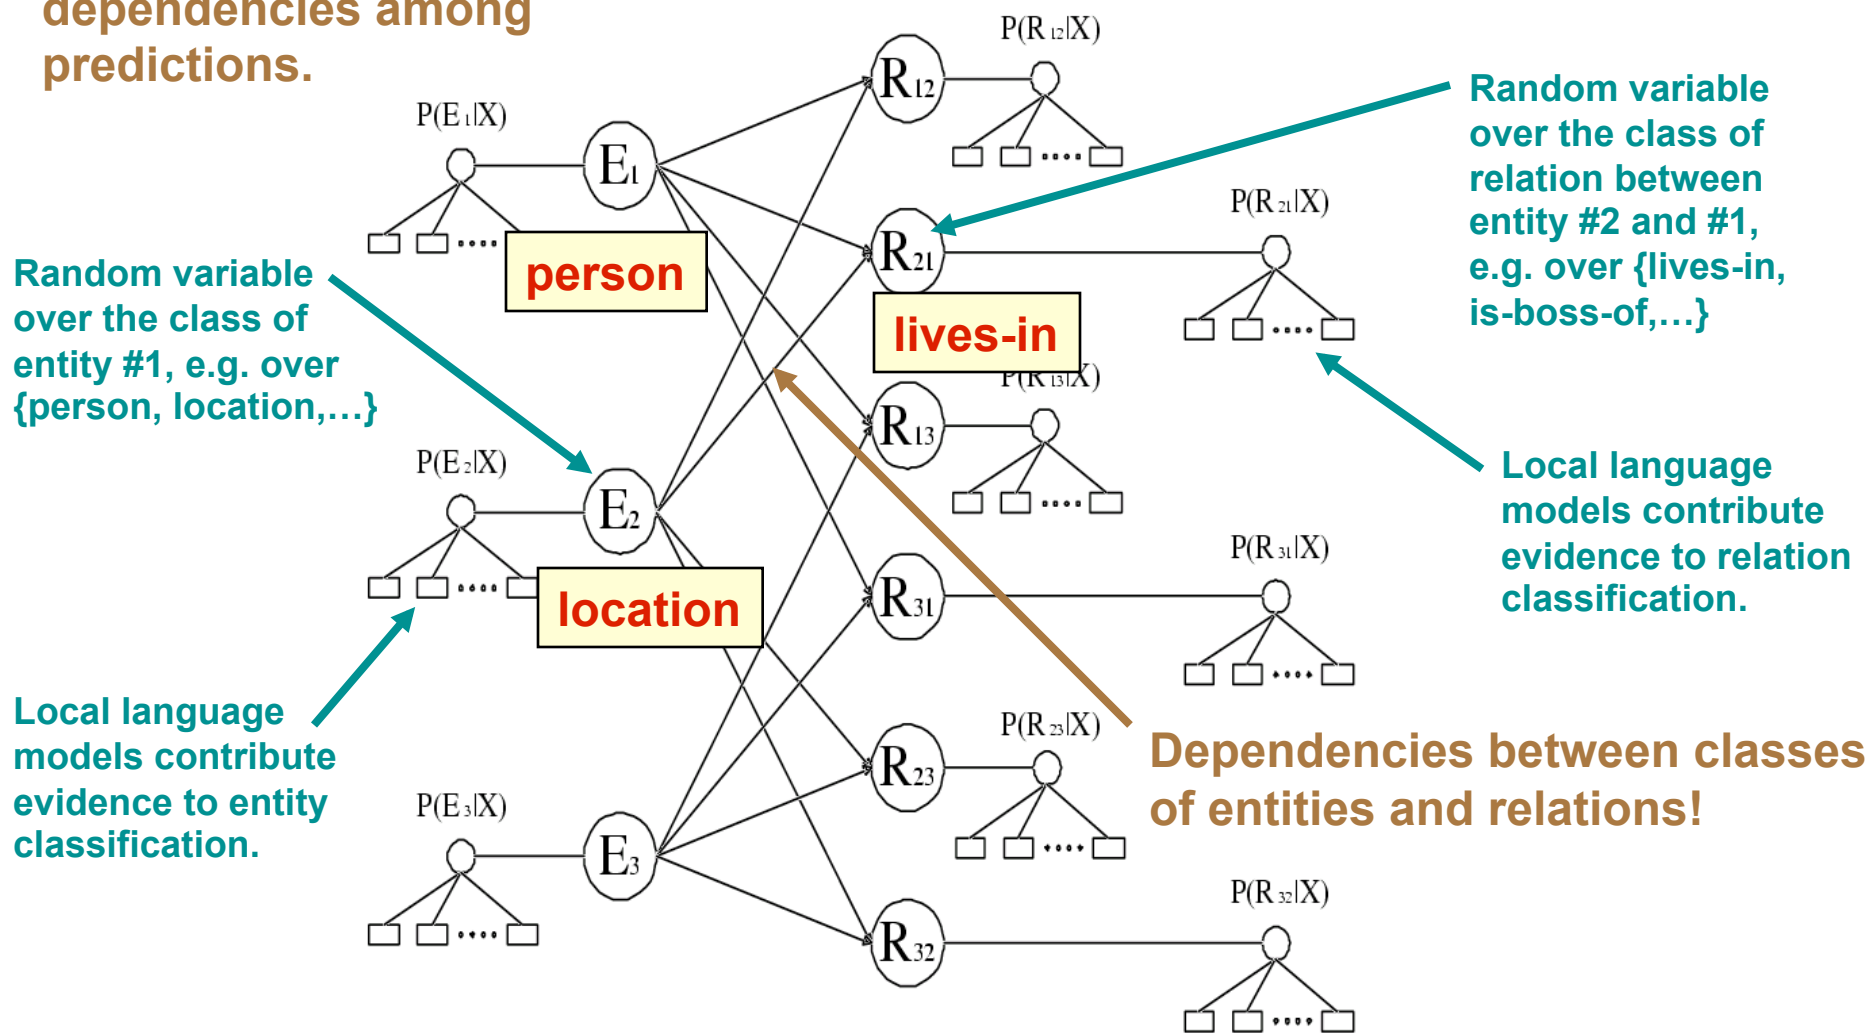 dependencies among
predictions.
P(R12|X)
R12
P(E1|X)
E1
Random variable
over the class of
relation between
entity #2 and #1,
e.g. over {lives-in,
is-boss-of,…}
P(R21|X)
R21
person
lives-in
Random variable
over the class of
entity #1, e.g. over
{person, location,…}
P(R13|X)
R13
P(E2|X)
E2
Local language
models contribute
evidence to relation
classification.
P(R31|X)
R31
location
Local language
models contribute
evidence to entity
classification.
P(R23|X)
R23
Dependencies between classes
of entities and relations!
P(E3|X)
E3
P(R32|X)
R32